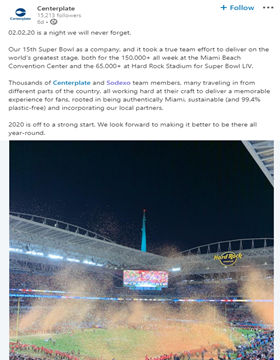 Centerplate
Centerplate
15,213 followers
6d •
+ Follow
02.02.20 is a night we will never forget.
Our 15th Super Bowl as a company, and it took a true team effort to deliver on the
world's greatest stage, both for the 150,000+ all week at the Miami Beach
Convention Center and the 65,000+ at Hard Rock Stadium for Super Bowl LIV.
Thousands of Centerplate and Sodexo team members, many traveling in from
different parts of the country, all working hard at their craft to deliver a memorable
experience for fans, rooted in being authentically Miami, sustainable (and 99.4%
plastic-free) and incorporating our local partners.
2020 is off to a strong start. We look forward to making it better to be there all
year-round.
Hard Rock